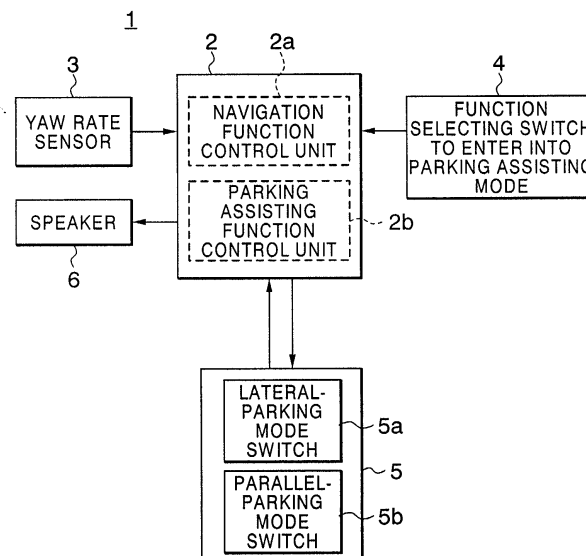 1
2
2a
3
4
YAW RATE
SENSOR
NAVIGATION
FUNCTION
CONTROL UNIT
FUNCTION
SELECTING SWITCH
TO ENTER INTO
PARKING ASSISTING
MODE
SPEAKER
6
PARKING
ASSISTING
FUNCTION
CONTROL UNIT
2b
LATERAL-
PARKING
MODE
SWITCH
5a
5
PARALLEL-
PARKING
MODE
SWITCH
5b